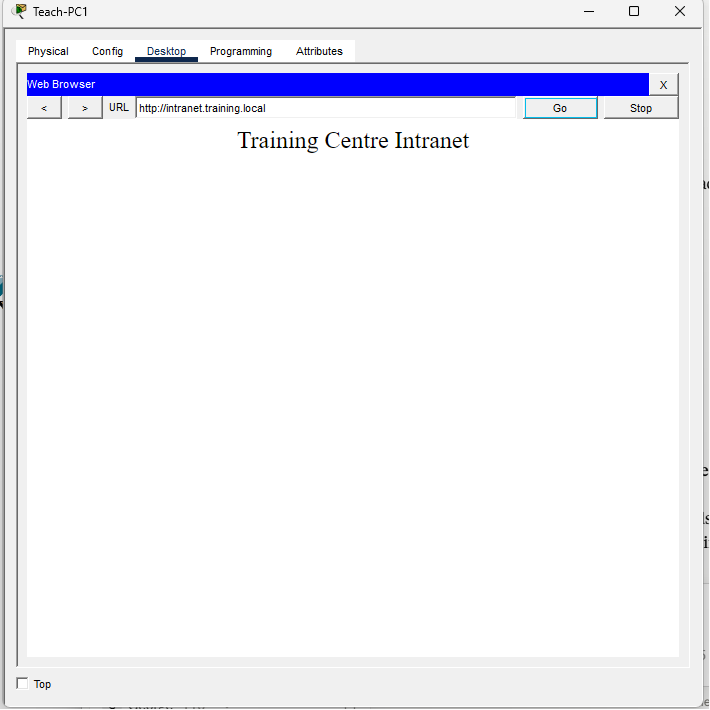 Teach-PC1
Physical Config Desktop Programming Attributes
Web Browser X
< > URL http://intranet.training.local Go Stop
Training Centre Intranet
Top